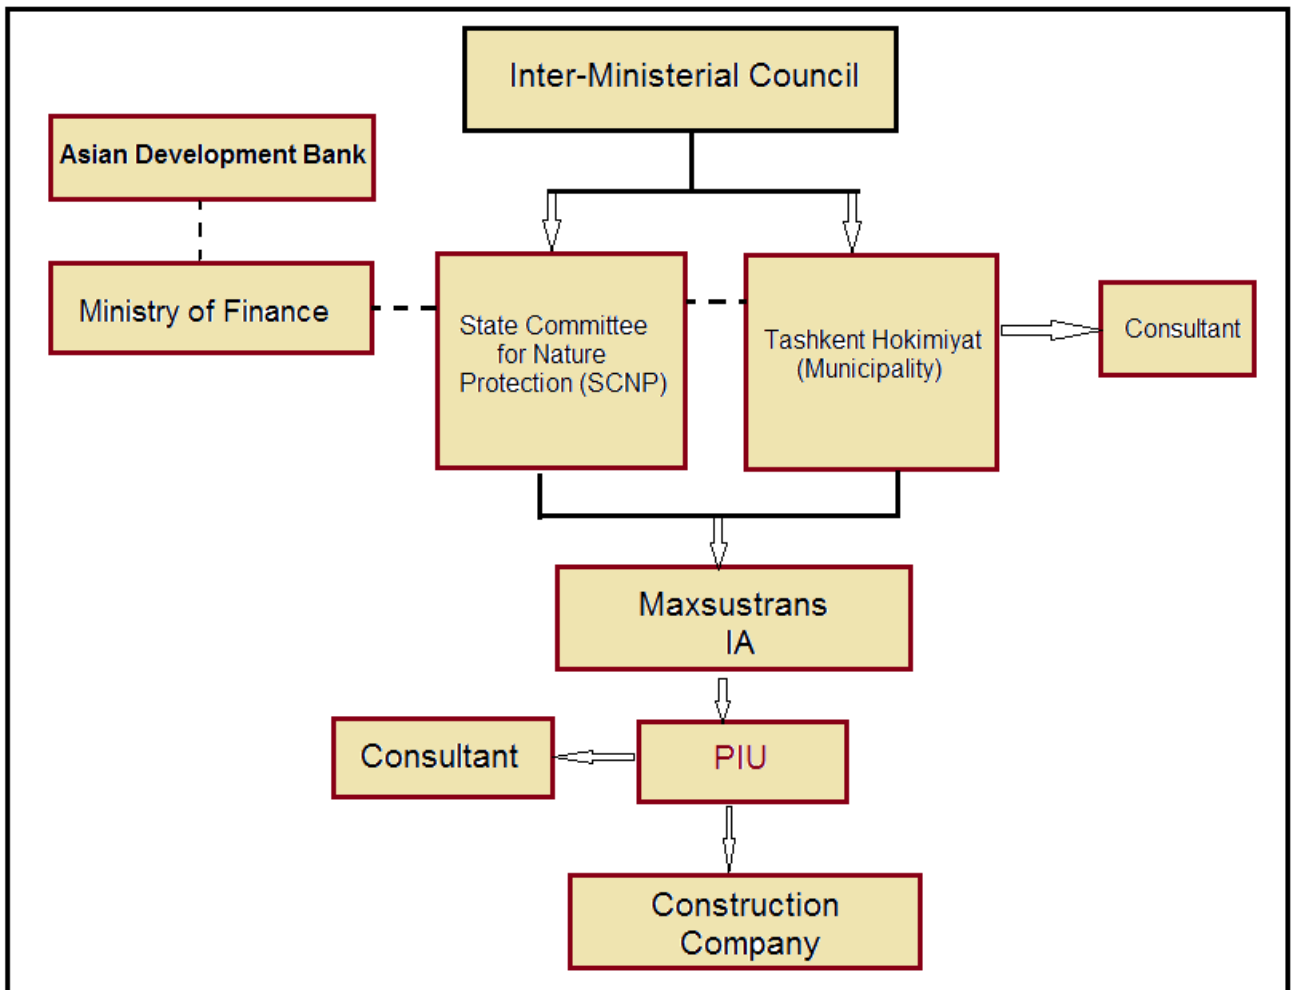 Inter-Ministerial Council
Asian Development Bank
Ministry of Finance
State Committee
for Nature
Protection (SCNP)
Tashkent Hokimiyat
(Municipality)
Consultant
Maxsustrans
IA
Consultant
PIU
Construction
Company